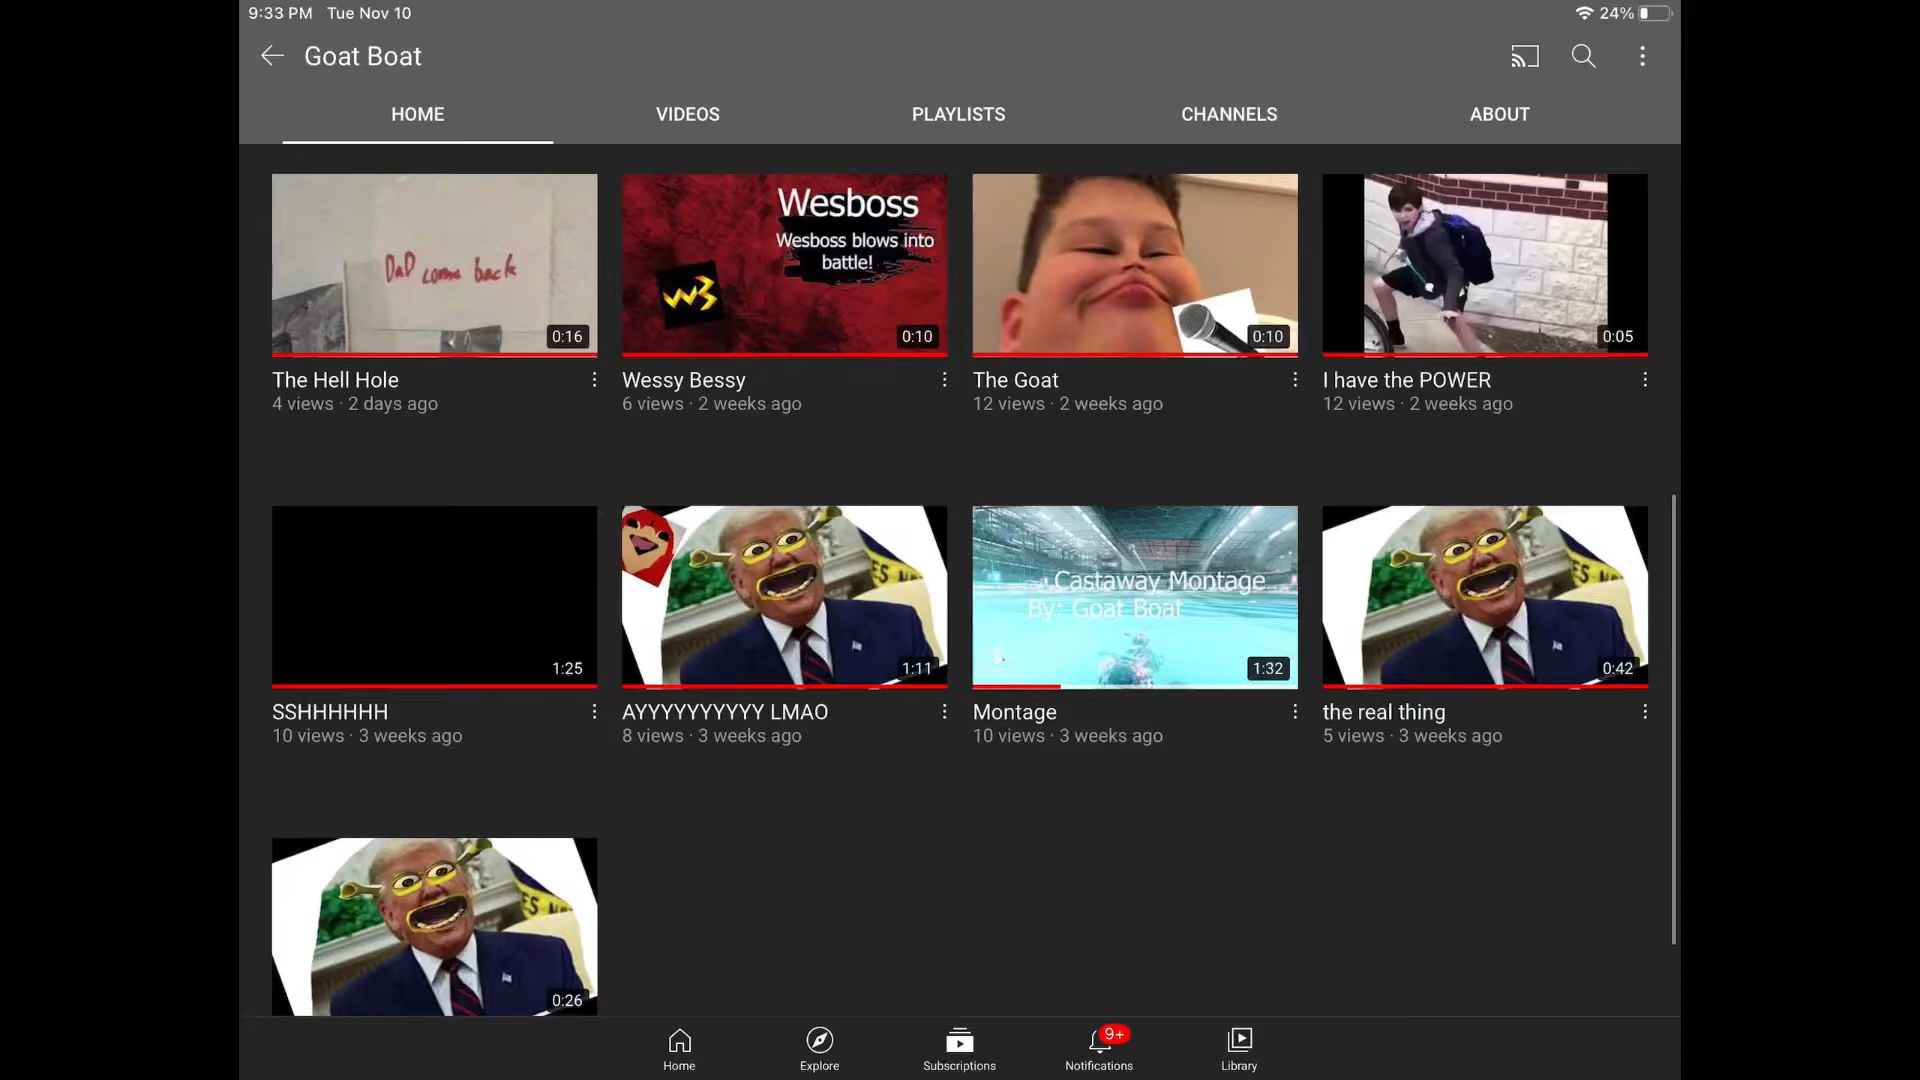 9:33 PM Tue Nov 10
24%
Goat Boat
HOME
VIDEOS
PLAYLISTS
CHANNELS
ABOUT
DaD come back
0:16
Wesboss
Wesboss blows into
battle!
0:10
0:10
0:05
The Hell Hole
4 views · 2 days ago
Wessy Bessy
6 views · 2 weeks ago
The Goat
12 views · 2 weeks ago
I have the POWER
12 views · 2 weeks ago
1:25
1:11
Castaway Montage
By: Goat Boat
1:32
0:42
SSHHHHHH
10 views · 3 weeks ago
AYYYYYYYYYY LMAO
8 views · 3 weeks ago
Montage
10 views · 3 weeks ago
the real thing
5 views · 3 weeks ago
0:26
Home
Explore
Subscriptions
9+
Notifications
Library